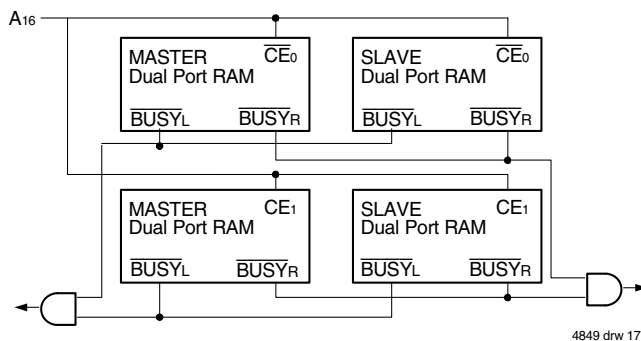 A16
MASTER CE0
Dual Port RAM
BUSYL BUSYR
SLAVE CE0
Dual Port RAM
BUSYL BUSYR
MASTER CE1
Dual Port RAM
BUSYL BUSYR
SLAVE CE1
Dual Port RAM
BUSYL BUSYR
4849 drw 17